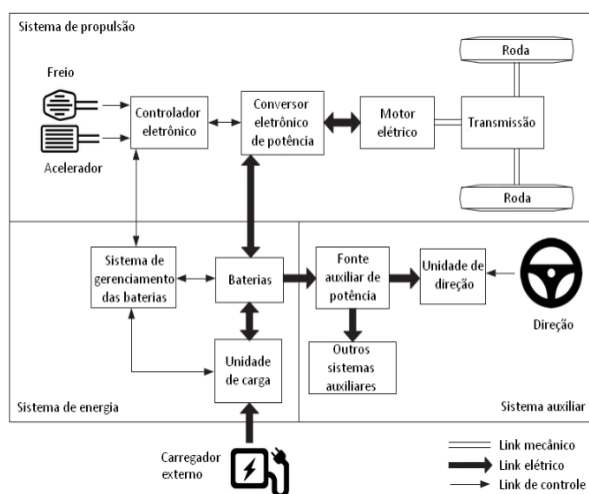 Sistema de propulsão
Roda
Freio
Controlador
eletrônico
Conversor
eletrônico
de potência
Motor
elétrico
Transmissão
Acelerador
Roda
Sistema de
gerenciamento
das baterias
Baterias
Fonte
auxiliar de
potência
Unidade de
direção
Direção
Unidade
de carga
Outros
sistemas
auxiliares
Sistema de energia
Sistema auxiliar
Carregador
externo
Link mecânico
Link elétrico
Link de controle